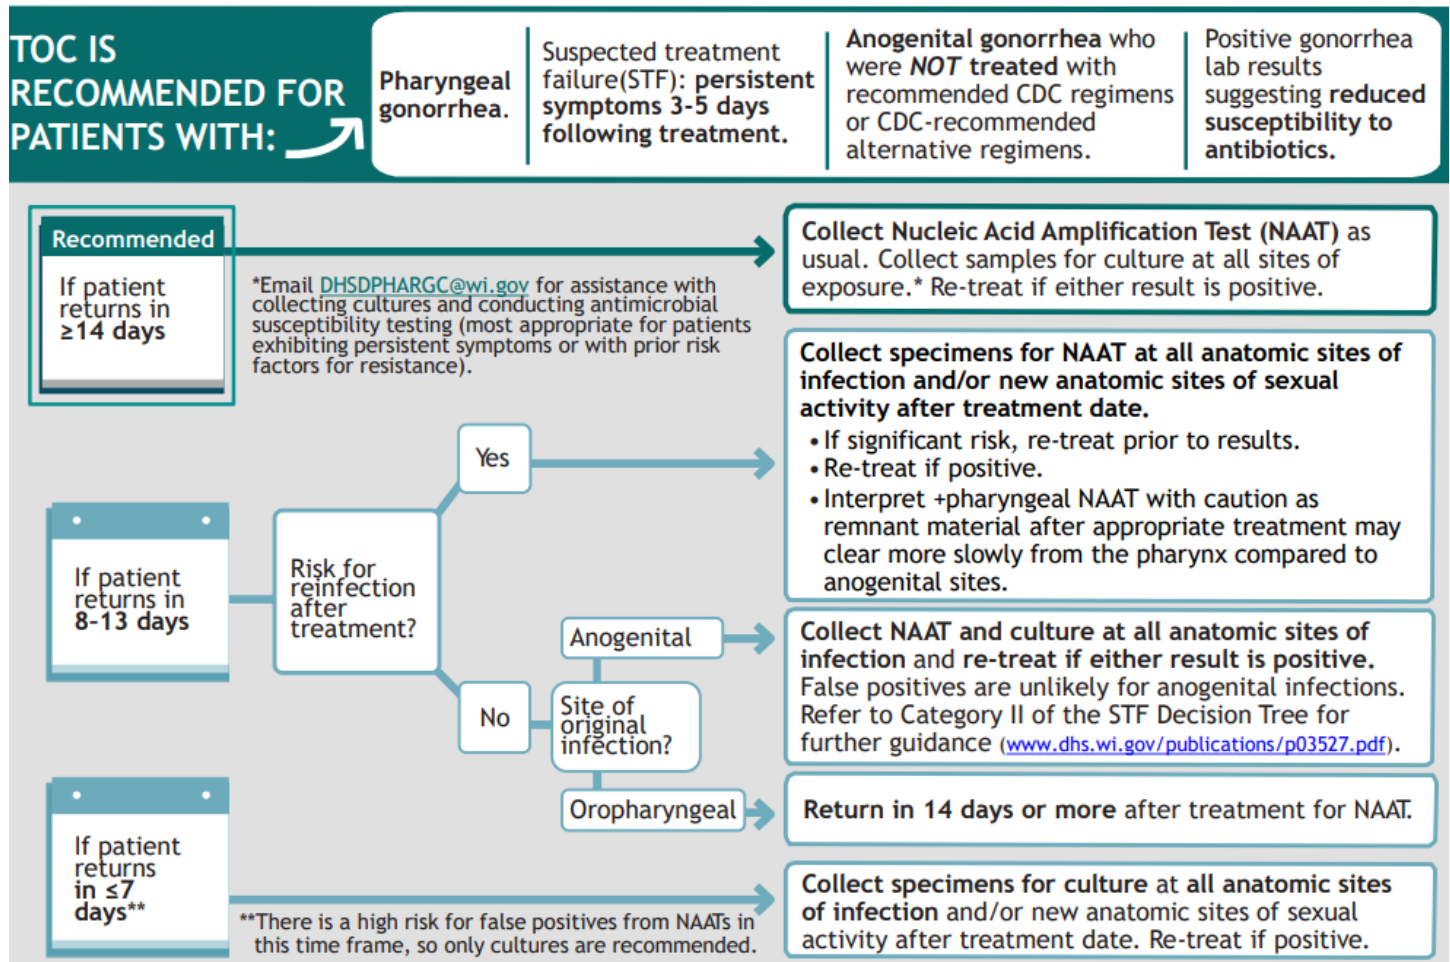 TOC IS
RECOMMENDED FOR
PATIENTS WITH:
Pharyngeal
gonorrhea.
Suspected treatment
failure(STF): persistent
symptoms 3-5 days
following treatment.
Anogenital gonorrhea who
were NOT treated with
recommended CDC regimens
or CDC-recommended
alternative regimens.
Positive gonorrhea
lab results
suggesting reduced
susceptibility to
antibiotics.
Recommended
If patient
returns in
≥14 days
*Email DHSDPHARGC@wi.gov for assistance with
collecting cultures and conducting antimicrobial
susceptibility testing (most appropriate for patients
exhibiting persistent symptoms or with prior risk
factors for resistance).
Collect Nucleic Acid Amplification Test (NAAT) as
usual. Collect samples for culture at all sites of
exposure.* Re-treat if either result is positive.
If patient
returns in
8-13 days
Risk for
reinfection
after
treatment?
Yes
Collect specimens for NAAT at all anatomic sites of
infection and/or new anatomic sites of sexual
activity after treatment date.
• If significant risk, re-treat prior to results.
• Re-treat if positive.
• Interpret +pharyngeal NAAT with caution as
remnant material after appropriate treatment may
clear more slowly from the pharynx compared to
anogenital sites.
No
Site of
original
infection?
Anogenital
Collect NAAT and culture at all anatomic sites of
infection and re-treat if either result is positive.
False positives are unlikely for anogenital infections.
Refer to Category II of the STF Decision Tree for
further guidance (www.dhs.wi.gov/publications/p03527.pdf).
Oropharyngeal
Return in 14 days or more after treatment for NAAT.
If patient
returns
in ≤7
days**
**There is a high risk for false positives from NAATs in
this time frame, so only cultures are recommended.
Collect specimens for culture at all anatomic sites
of infection and/or new anatomic sites of sexual
activity after treatment date. Re-treat if positive.